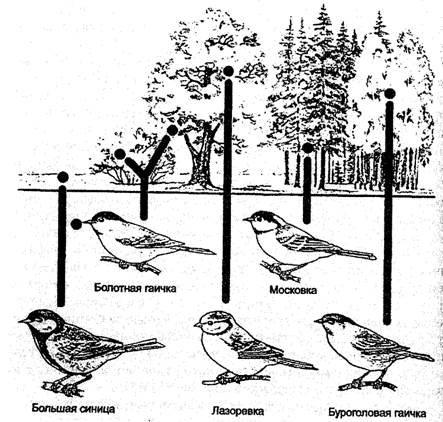 Болотная гаичка
Московка
Большая синица
Лазоревка
Буроголовая гаичка